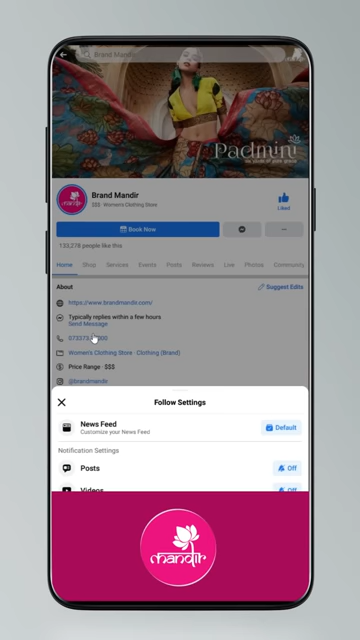 Brand Mandir
Padmini
Brand Mandir
$$$ · Women's Clothing Store
Liked
Book Now
133,278 people like this
Home Shop Services Events Posts Reviews Live Photos Community
About
Suggest Edits
https://www.brandmandir.com/
Typically replies within a few hours
Send Message
Women's Clothing Store · Clothing (Brand)
Price Range · $$$
@brandmandir
Follow Settings
News Feed
Customize your News Feed
Default
Notification Settings
Posts
Off
Videos
Off
mandir